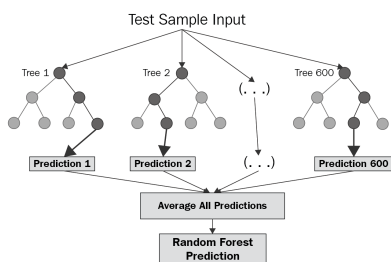 Test Sample Input
Tree 1
Tree 2
(. . .)
Tree 600
Prediction 1
Prediction 2
(. . .)
Prediction 600
Average All Predictions
Random Forest
Prediction